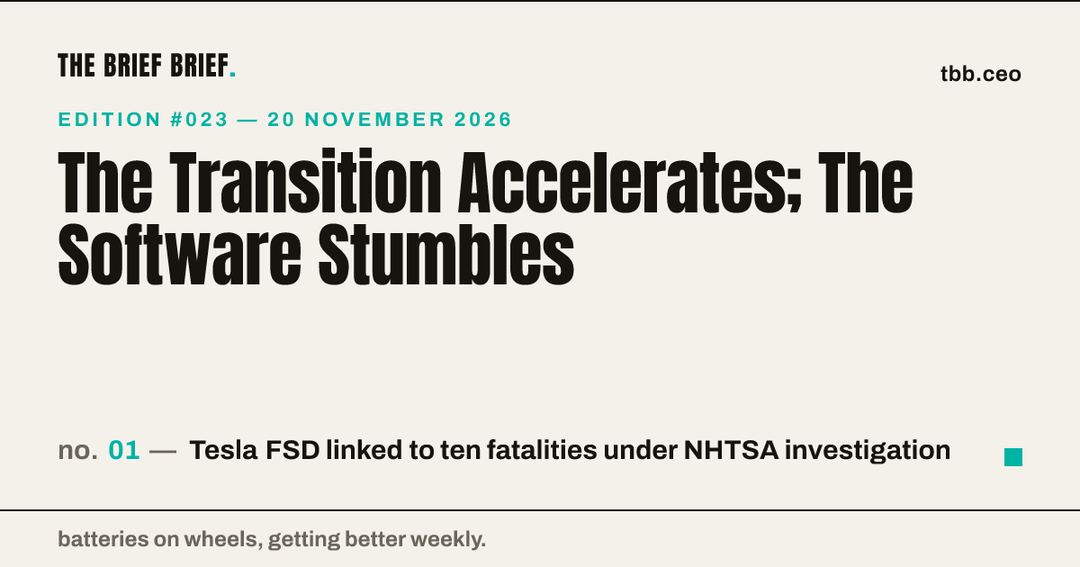 THE BRIEF BRIEF.
tbb.ceo
EDITION #023 — 20 NOVEMBER 2026
The Transition Accelerates; The
Software Stumbles
no. 01 — Tesla FSD linked to ten fatalities under NHTSA investigation
batteries on wheels, getting better weekly.